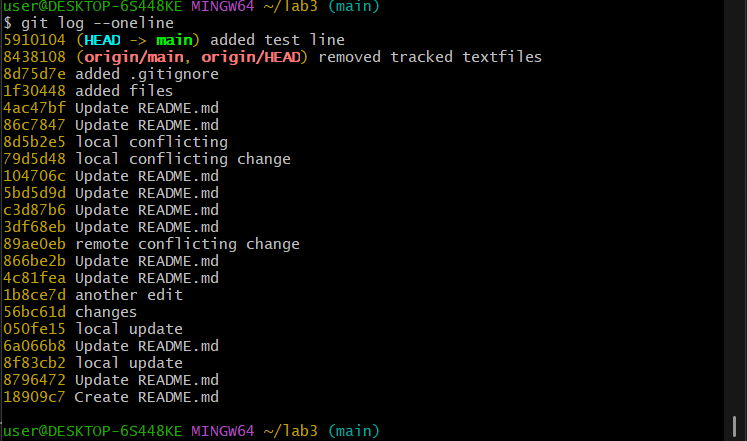 user@DESKTOP-6S448KE MINGW64 ~/lab3 (main)
$ git log --oneline
5910104 (HEAD -> main) added test line
8438108 (origin/main, origin/HEAD) removed tracked textfiles
8d75d7e added .gitignore
1f30448 added files
4ac47bf Update README.md
86c7847 Update README.md
8d5b2e5 local conflicting
79d5d48 local conflicting change
104706c Update README.md
5bd5d9d Update README.md
c3d87b6 Update README.md
3df68eb Update README.md
89ae0eb remote conflicting change
866be2b Update README.md
4c81fea Update README.md
1b8ce7d another edit
56bc61d changes
050fe15 local update
6a066b8 Update README.md
8f83cb2 local update
8796472 Update README.md
18909c7 Create README.md
user@DESKTOP-6S448KE MINGW64 ~/lab3 (main)